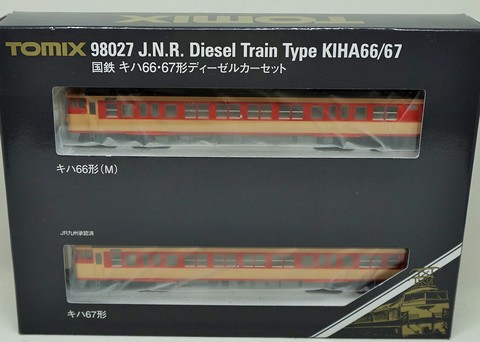 TOMIX 98027 J.N.R. Diesel Train Type KIHA66/67
国鉄 キハ66・67形ディーゼルカーセット
キハ66形(M)
JR九州承認済
キハ67形